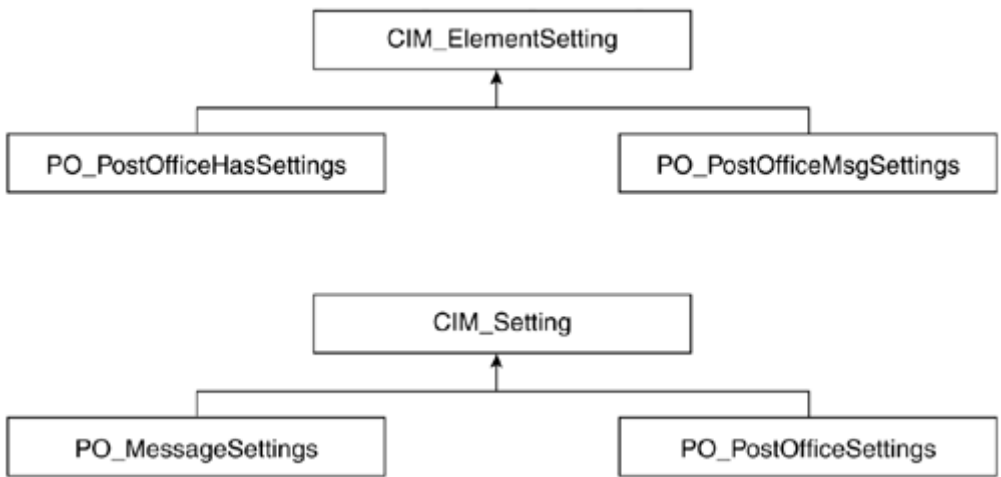 CIM_ElementSetting
PO_PostOfficeHasSettings
PO_PostOfficeMsgSettings
CIM_Setting
PO_MessageSettings
PO_PostOfficeSettings